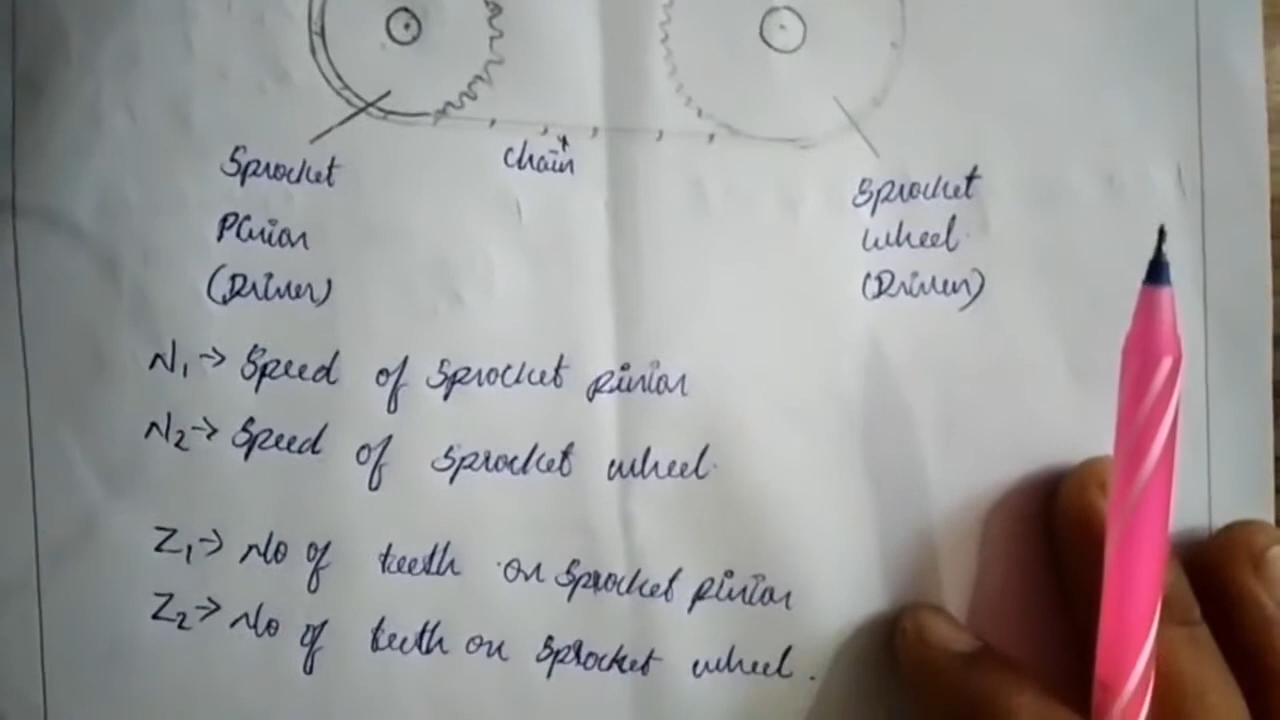 chain
Sprocket
Pinion
(Driver)
Sprocket
wheel
(Driven)
N1→ Speed of Sprocket pinion
N2→ Speed of Sprocket wheel.
Z1→ No of teeth on Sprocket pinion
Z2→ No of teeth on Sprocket wheel.